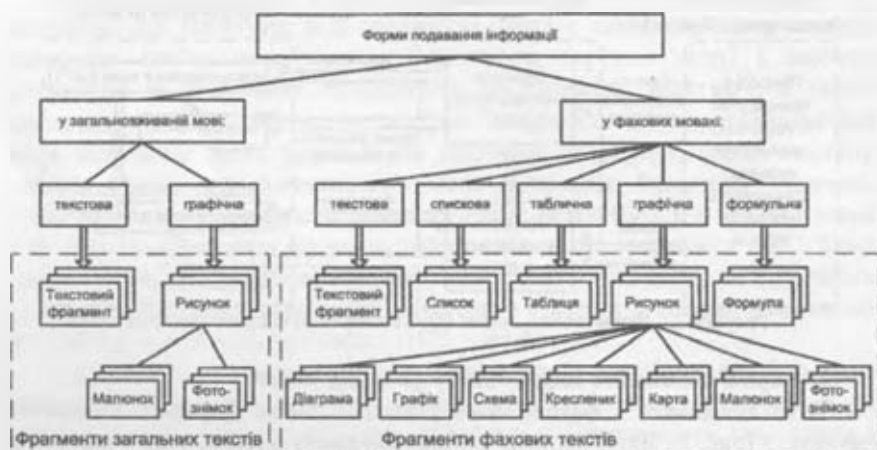 Форми подавання інформації
у загальновживаній мові:
у фахових мовах:
текстова
графічна
текстова
спискова
таблична
графічна
формульна
Текстовий
фрагмент
Рисунок
Текстовий
фрагмент
Список
Таблиця
Рисунок
Формула
Малюнок
Фото-
знімок
Діаграма
Графік
Схема
Кресленик
Карта
Малюнок
Фото-
знімок
Фрагменти загальних текстів
Фрагменти фахових текстів